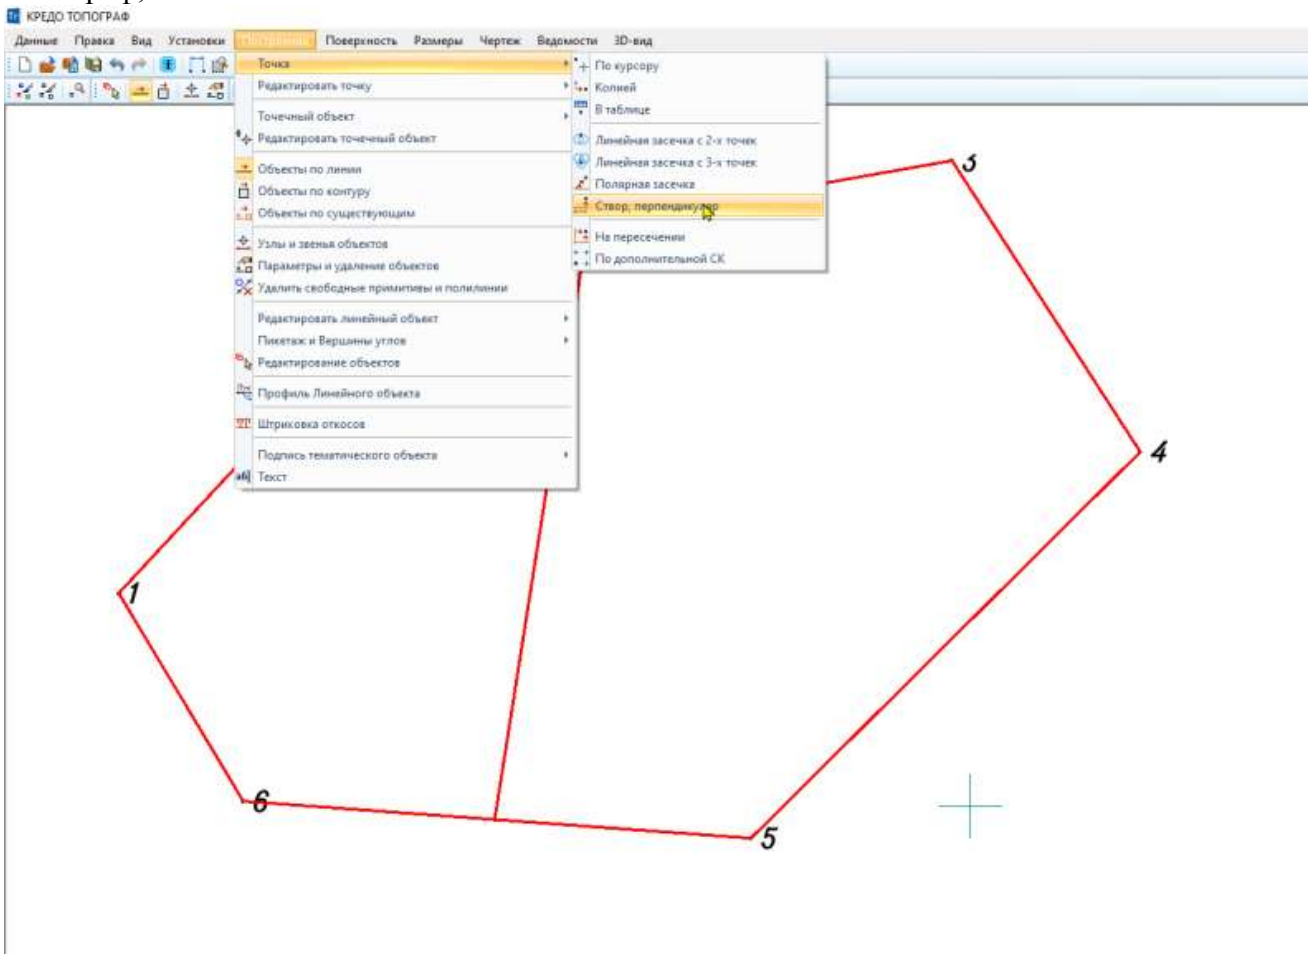 КРЕДО ТОПОГРАФ
Данные Правка Вид Установки Построения Поверхность Размеры Чертеж Ведомости 3D-вид
Точка
Редактировать точку
Точечный объект
Редактировать точечный объект
Объекты по линии
Объекты по контуру
Объекты по существующим
Узлы и звенья объектов
Параметры и удаление объектов
Удалить свободные примитивы и полилинии
Редактировать линейный объект
Пикетаж и Вершины углов
Редактирование объектов
Профиль Линейного объекта
Штриковка откосов
Подпись тематического объекта
абв Текст
По курсору
Копией
В таблице
Линейная засечка с 2-х точек
Линейная засечка с 3-х точек
Полярная засечка
Створ, перпендикуляр
На пересечении
По дополнительной СК
3
4
1
6
5